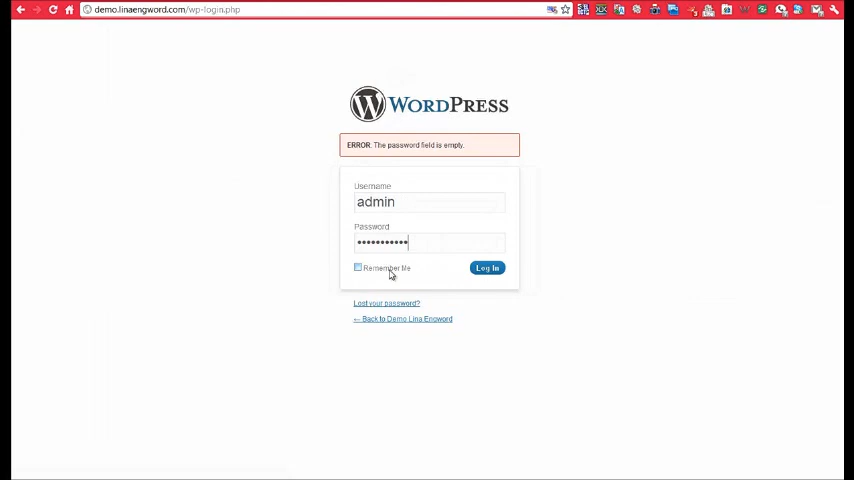 demo.linaengword.com/wp-login.php
WORDPRESS
ERROR: The password field is empty.
Username
admin
Password
•••••••••••
Remember Me
Log In
Lost your password?
← Back to Demo Lina Engword